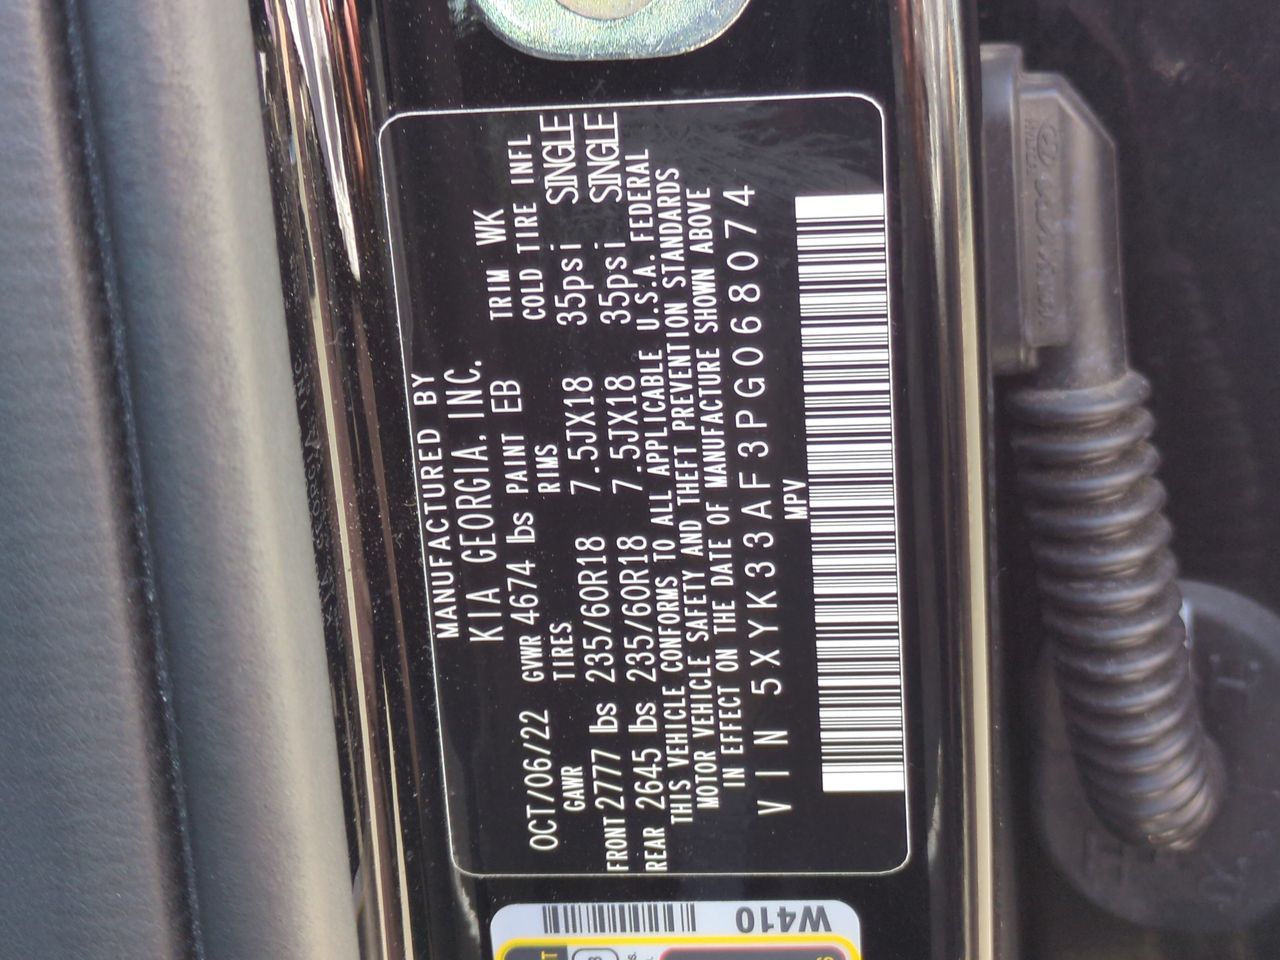 MANUFACTURED BY
KIA GEORGIA, INC.
OCT/06/22 GVWR 4674 lbs PAINT EB TRIM WK
GAWR TIRES RIMS COLD TIRE INFL
FRONT 2777 lbs 235/60R18 7.5JX18 35psi SINGLE
REAR 2645 lbs 235/60R18 7.5JX18 35psi SINGLE
THIS VEHICLE CONFORMS TO ALL APPLICABLE U.S.A. FEDERAL
MOTOR VEHICLE SAFETY AND THEFT PREVENTION STANDARDS
IN EFFECT ON THE DATE OF MANUFACTURE SHOWN ABOVE
VIN 5XYK33AF3PG068074
MPV
W410